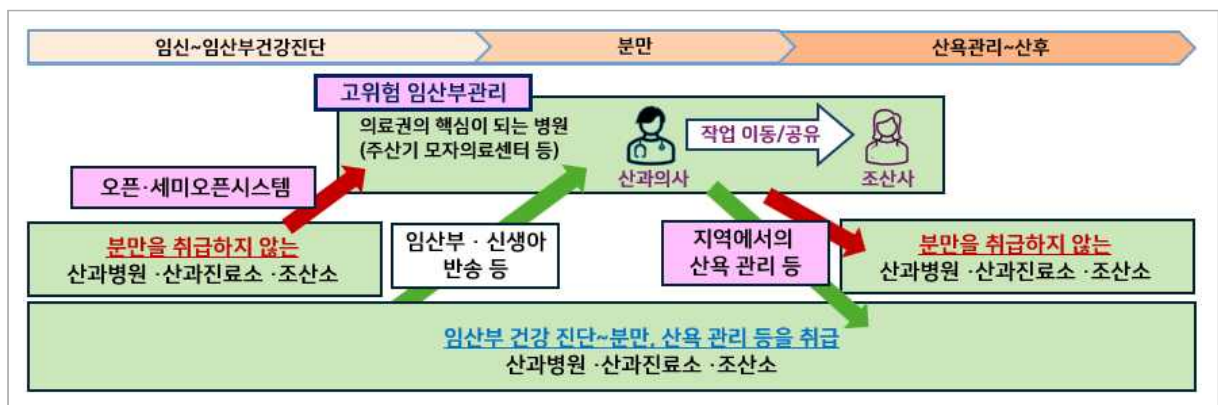 임신~임산부건강진단
분만
산욕관리~산후
고위험 임산부관리
의료권의 핵심이 되는 병원
(주산기 모자의료센터 등)
산과의사
작업 이동/공유
조산사
오픈·세미오픈시스템
분만을 취급하지 않는
산과병원 ·산과진료소 ·조산소
임산부 · 신생아
반송 등
지역에서의
산욕 관리 등
분만을 취급하지 않는
산과병원 ·산과진료소 ·조산소
임산부 건강 진단~분만, 산욕 관리 등을 취급
산과병원 ·산과진료소 ·조산소